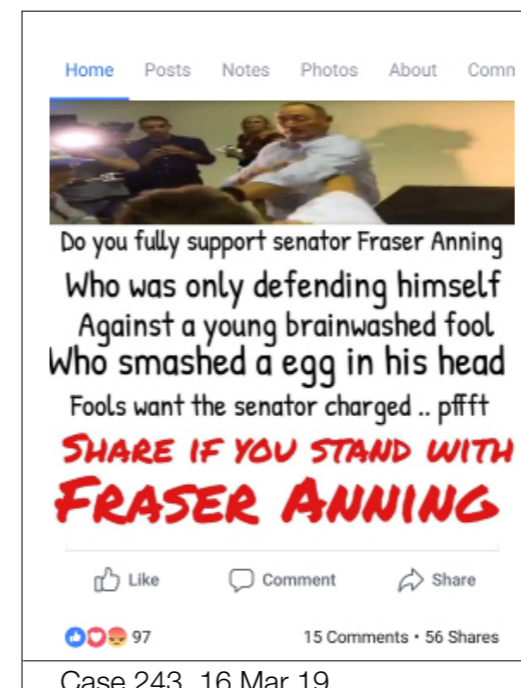 Home Posts Notes Photos About Comm
Do you fully support senator Fraser Anning
Who was only defending himself
Against a young brainwashed fool
Who smashed a egg in his head
Fools want the senator charged .. pffft
SHARE IF YOU STAND WITH
FRASER ANNING
Like Comment Share
97 15 Comments • 56 Shares
Case 243 16 Mar 19